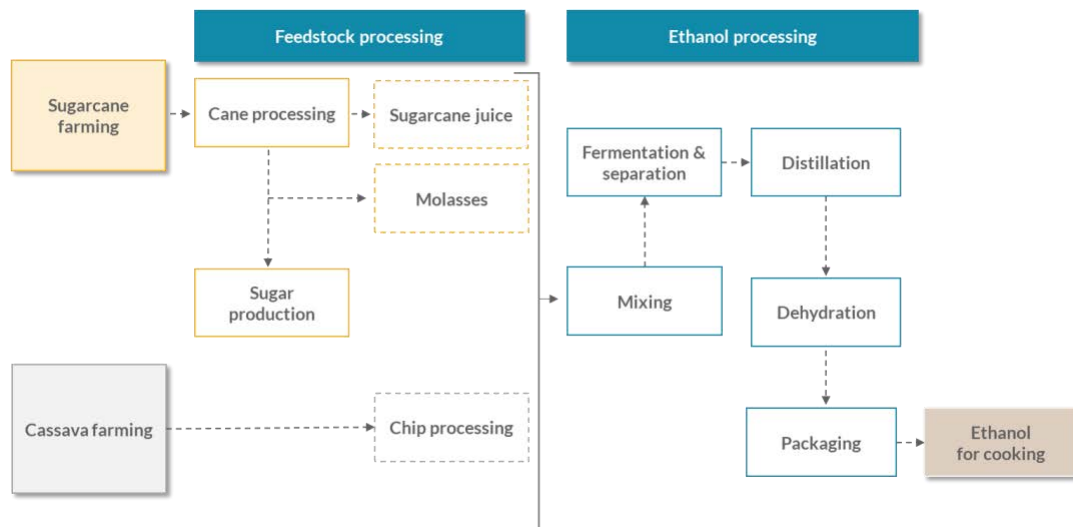 Feedstock processing
Ethanol processing
Sugarcane
farming
Cane processing
Sugarcane juice
Molasses
Sugar
production
Cassava farming
Chip processing
Fermentation &
separation
Distillation
Mixing
Dehydration
Packaging
Ethanol
for cooking